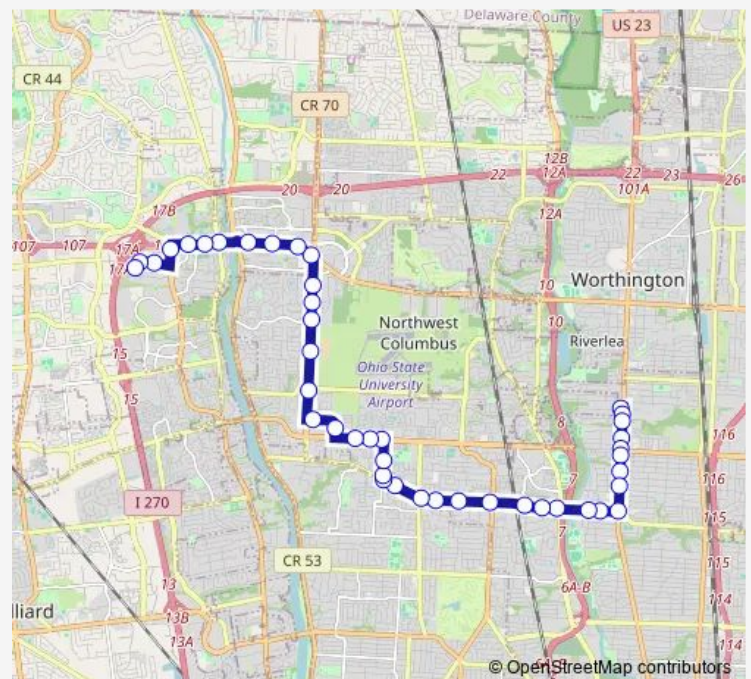 Delaware County
US 23
CR 44
CR 70
12B
12A
22
22
23
101A
26
20
20
17B
12A
107
107
17A
10
Worthington
10
Northwest
Columbus
Riverlea
Ohio State
University
Airport
15
15
8
116
7
116
I 270
115
7
CR 53
115
13
6A-B
114
lliard
13B
13A
114
© OpenStreetMap contributors